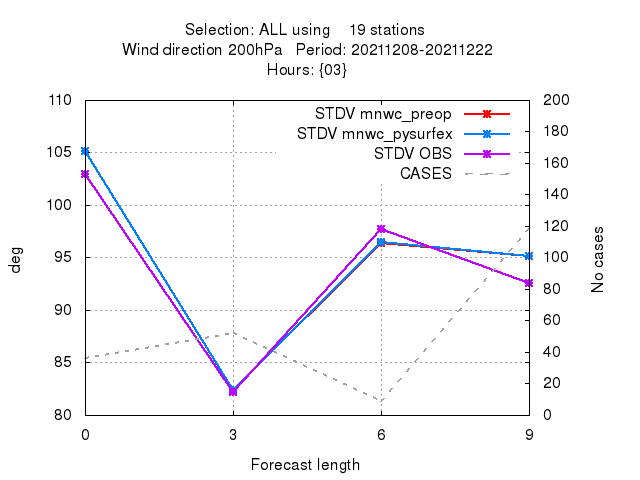 Selection: ALL using 19 stations
Wind direction 200hPa Period: 20211208-20211222
Hours: {03}
110 200
STDV mnwc_preop
180
STDV mnwc_pysurfex
105 STDV OBS 160
CASES
140
100
120
deg 95 100 No cases
90 80
60
85 40
20
80 0
0 3 6 9
Forecast length